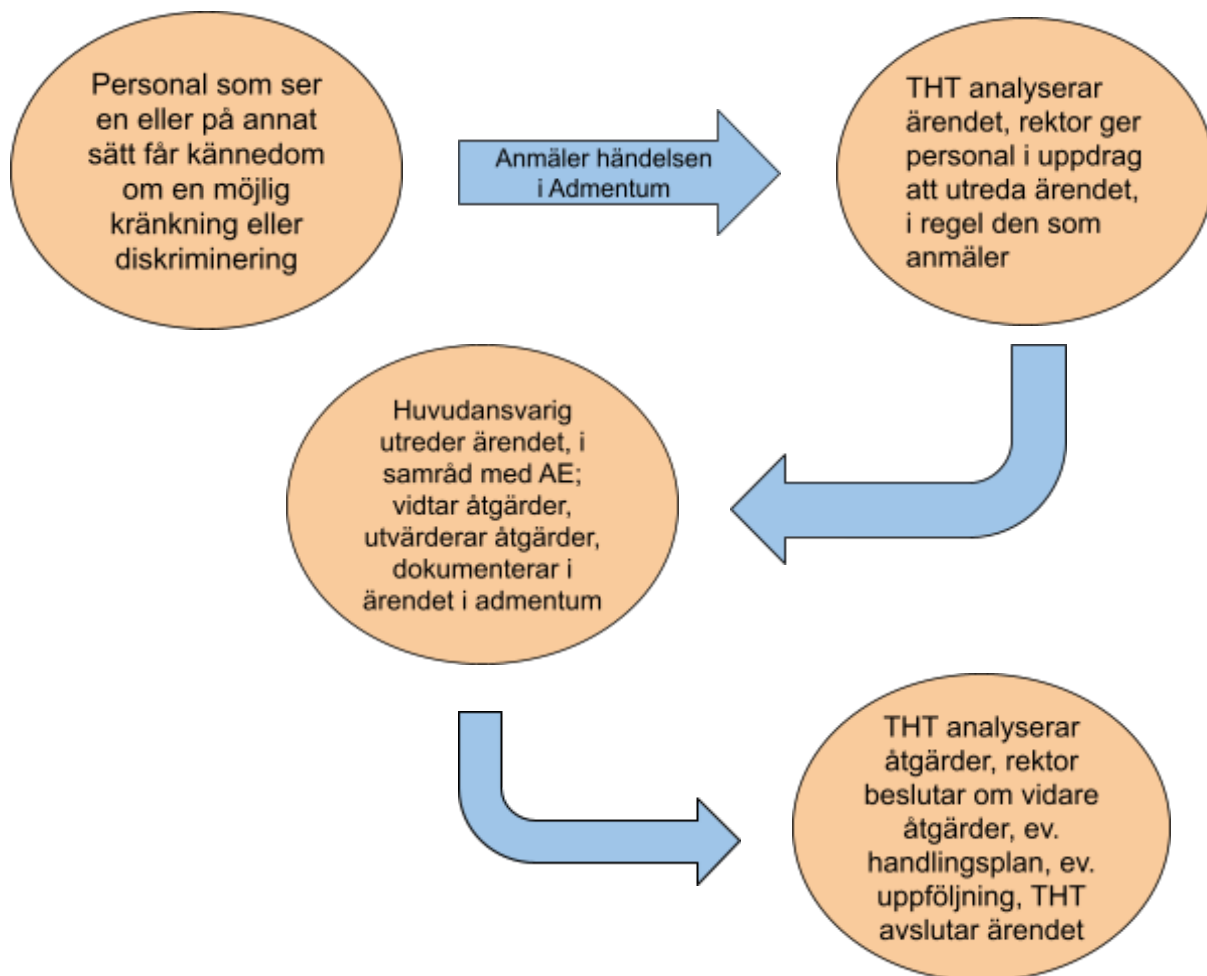 Personal som ser
en eller på annat
sätt får kännedom
om en möjlig
kränkning eller
diskriminering
Anmäler händelsen
i Admentum
THT analyserar
ärendet, rektor ger
personal i uppdrag
att utreda ärendet,
i regel den som
anmäler
Huvudansvarig
utreder ärendet, i
samråd med AE;
vidtar åtgärder,
utvärderar åtgärder,
dokumenterar i
ärendet i admentum
THT analyserar
åtgärder, rektor
beslutar om vidare
åtgärder, ev.
handlingsplan, ev.
uppföljning, THT
avslutar ärendet